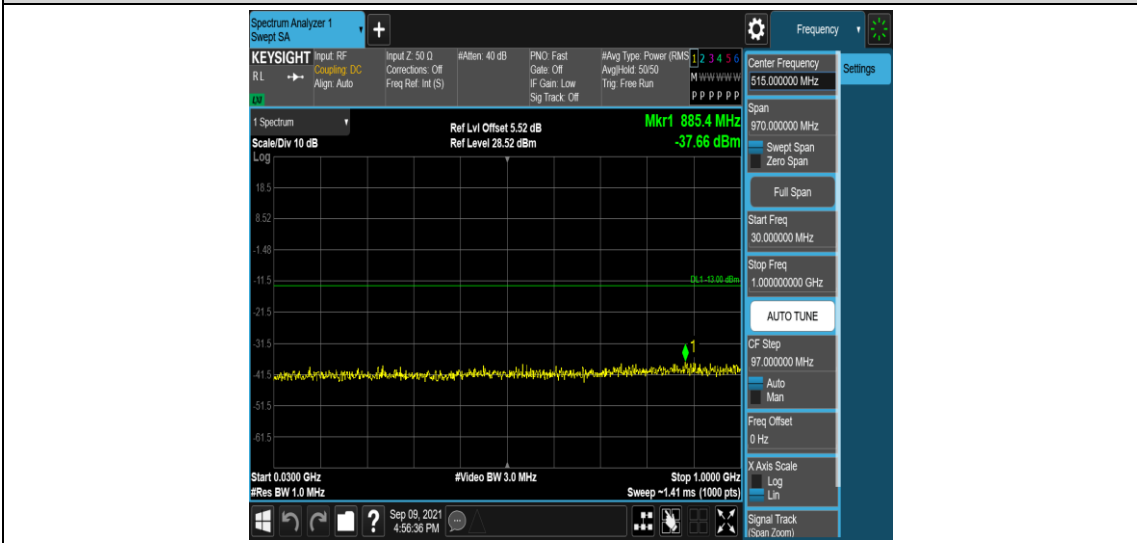 Spectrum Analyzer 1
Swept SA
+
Frequency
KEYSIGHT
Input: RF
Coupling: DC
Align: Auto
Input Z: 50 Ω
Corrections: Off
Freq Ref: Int (S)
#Atten: 40 dB
PNO: Fast
Gate: Off
IF Gain: Low
Sig Track: Off
#Avg Type: Power (RMS
Avg|Hold: 50/50
Trig: Free Run
1 2 3 4 5 6
M W W W W W
P P P P P P
RL
LXI
1 Spectrum
Scale/Div 10 dB
Log
Ref Lvl Offset 5.52 dB
Ref Level 28.52 dBm
Mkr1 885.4 MHz
-37.66 dBm
18.5
8.52
-1.48
-11.5
DL1 -13.00 dBm
-21.5
-31.5
1
-41.5
-51.5
-61.5
Start 0.0300 GHz
#Res BW 1.0 MHz
#Video BW 3.0 MHz
Stop 1.0000 GHz
Sweep ~1.41 ms (1000 pts)
?
Sep 09, 2021
4:56:36 PM
Center Frequency
515.000000 MHz
Settings
Span
970.000000 MHz
Swept Span
Zero Span
Full Span
Start Freq
30.000000 MHz
Stop Freq
1.000000000 GHz
AUTO TUNE
CF Step
97.000000 MHz
Auto
Man
Freq Offset
0 Hz
X Axis Scale
Log
Lin
Signal Track
(Span Zoom)